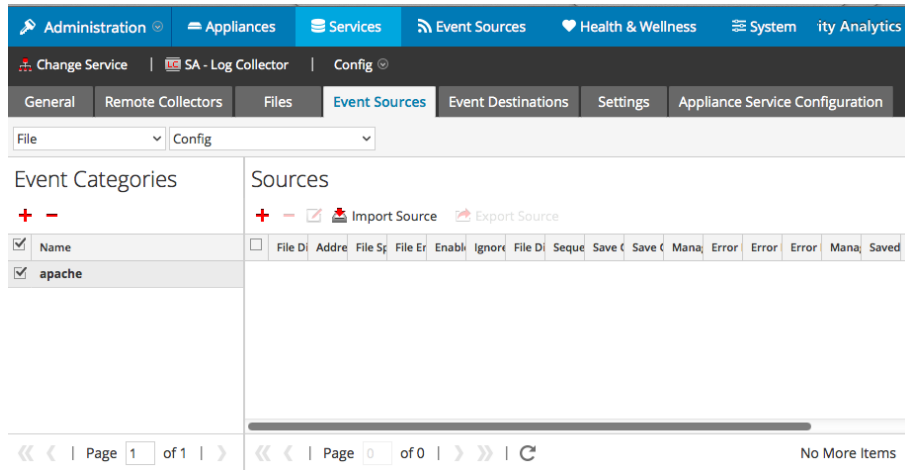 Administration Appliances Services Event Sources Health & Wellness System ity Analytics
Change Service | LC SA - Log Collector | Config
General Remote Collectors Files Event Sources Event Destinations Settings Appliance Service Configuration
File Config
Event Categories
Sources
Import Source Export Source
Name
File Di Addre File Sp File En Enabl Ignore File Di Seque Save Save Mana Error Error Error Mana Saved
apache
Page 1 of 1 |
| Page 0 of 0 | | No More Items